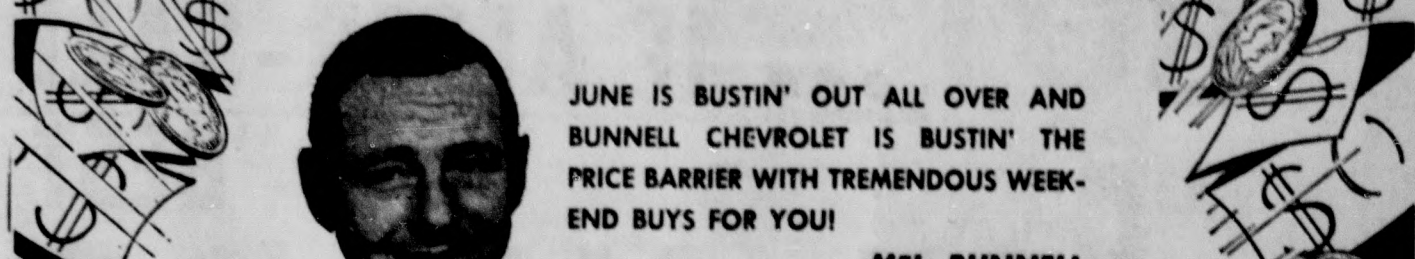 JUNE IS BUSTIN' OUT ALL OVER AND
BUNNELL CHEVROLET IS BUSTIN' THE
PRICE BARRIER WITH TREMENDOUS WEEK-
END BUYS FOR YOU!